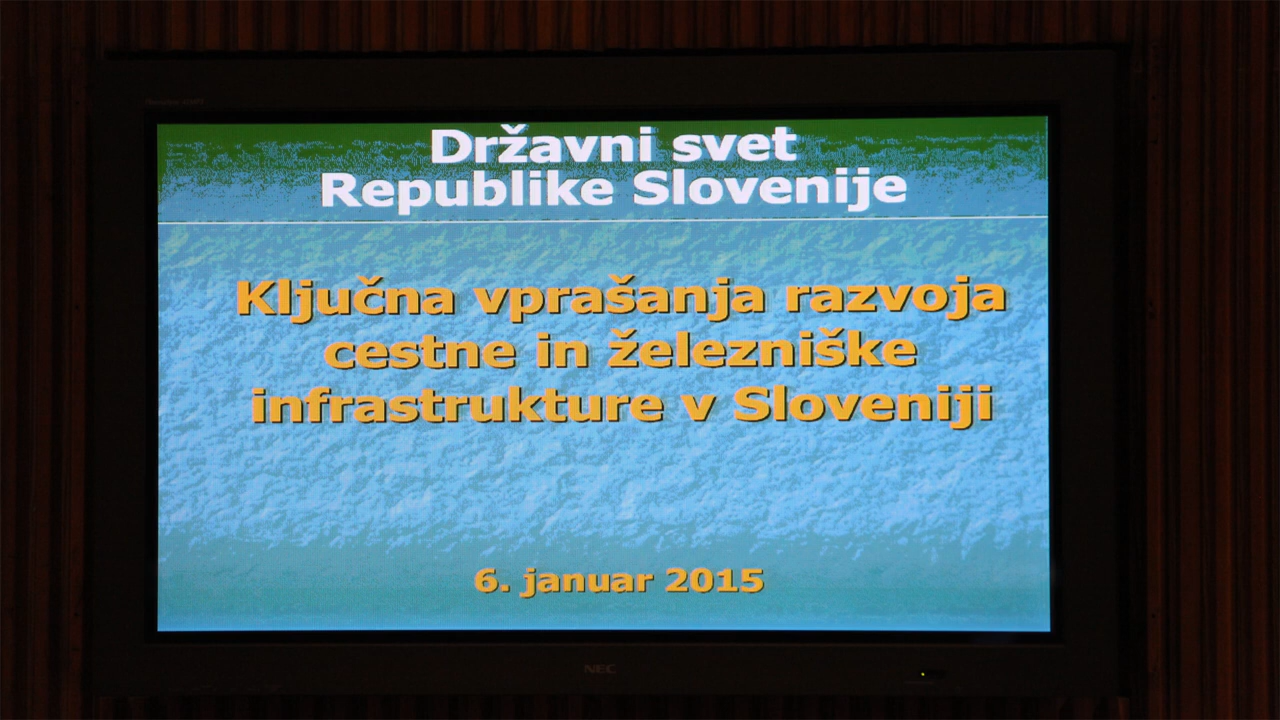 Državni svet
Republike Slovenije
Ključna vprašanja razvoja
cestne in železniške
infrastrukture v Sloveniji
6. januar 2015
NEC